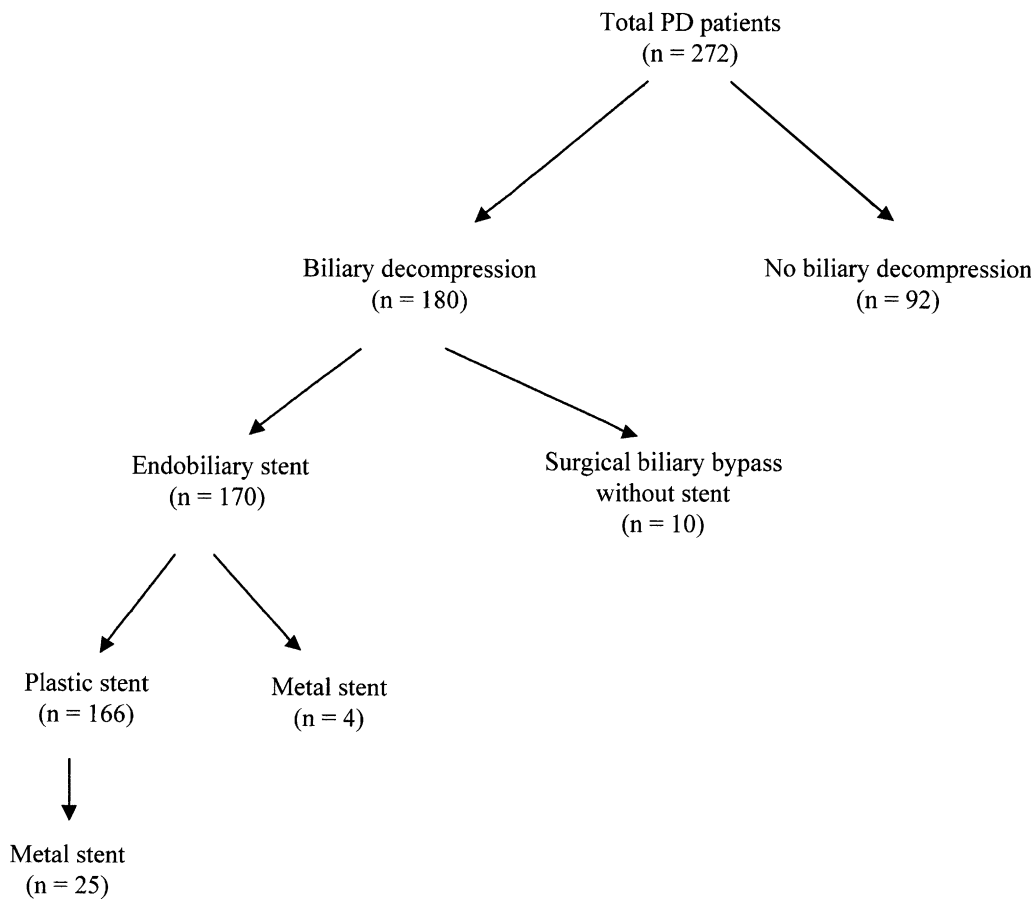 Total PD patients
(n = 272)
Biliary decompression
(n = 180)
No biliary decompression
(n = 92)
Endobiliary stent
(n = 170)
Surgical biliary bypass
without stent
(n = 10)
Plastic stent
(n = 166)
Metal stent
(n = 4)
Metal stent
(n = 25)